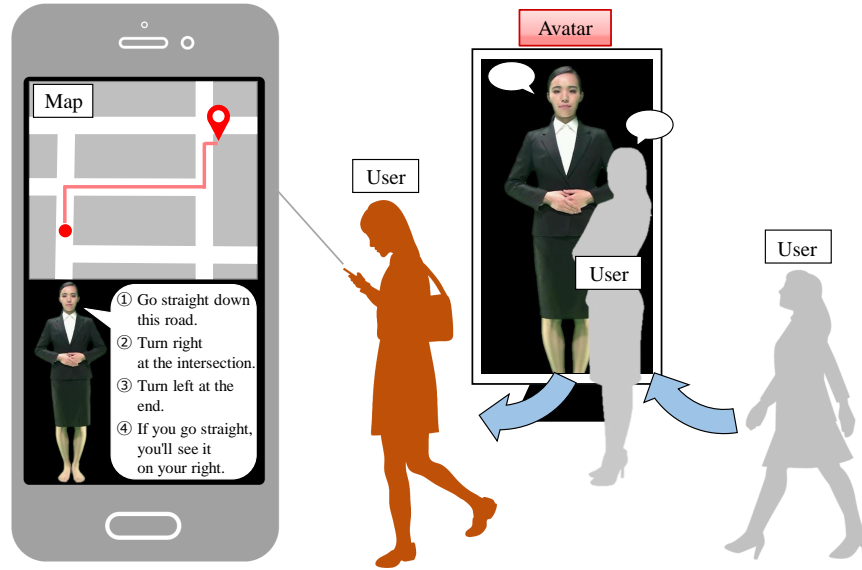 Map
① Go straight down
this road.
② Turn right
at the intersection.
③ Turn left at the
end.
④ If you go straight,
you'll see it
on your right.
User
Avatar
User
User